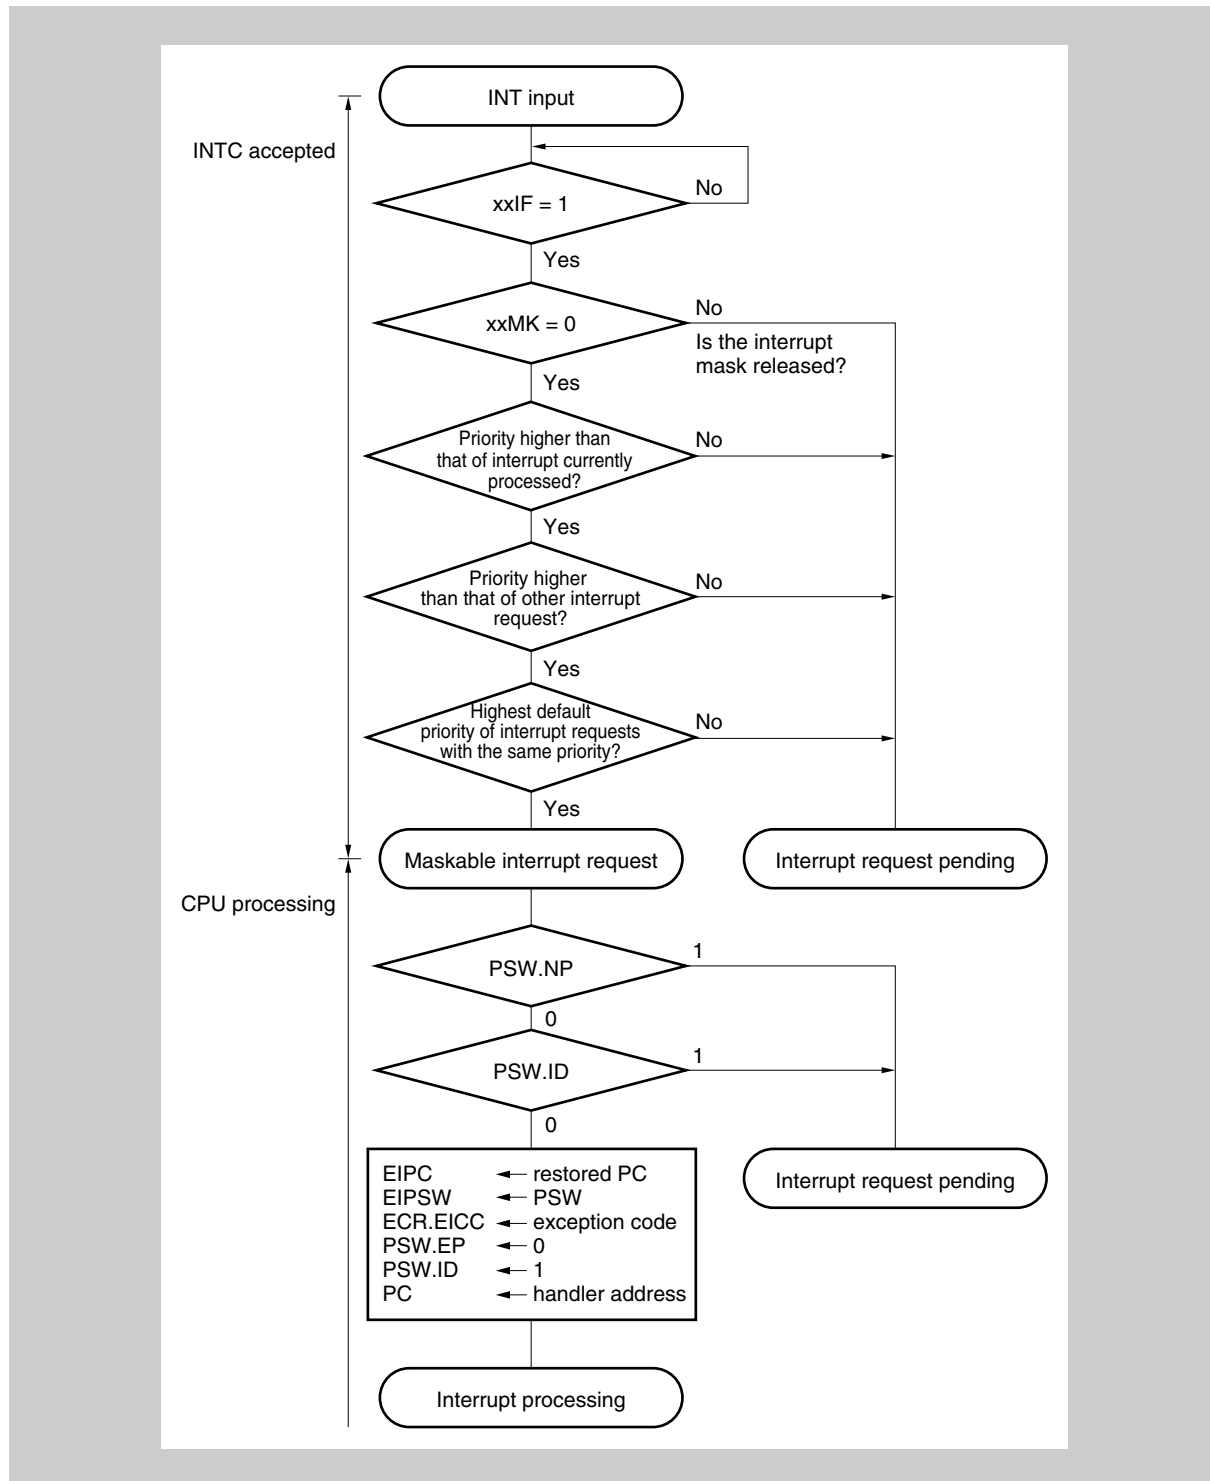 INT input
INTC accepted
No
xxIF = 1
Yes
No
xxMK = 0
Is the interrupt
mask released?
Yes
Priority higher than
that of interrupt currently
processed?
No
Yes
Priority higher
than that of other interrupt
request?
No
Yes
Highest default
priority of interrupt requests
with the same priority?
No
Yes
Maskable interrupt request
Interrupt request pending
CPU processing
PSW.NP
1
0
PSW.ID
1
0
EIPC ← restored PC
EIPSW ← PSW
ECR.EICC ← exception code
PSW.EP ← 0
PSW.ID ← 1
PC ← handler address
Interrupt request pending
Interrupt processing